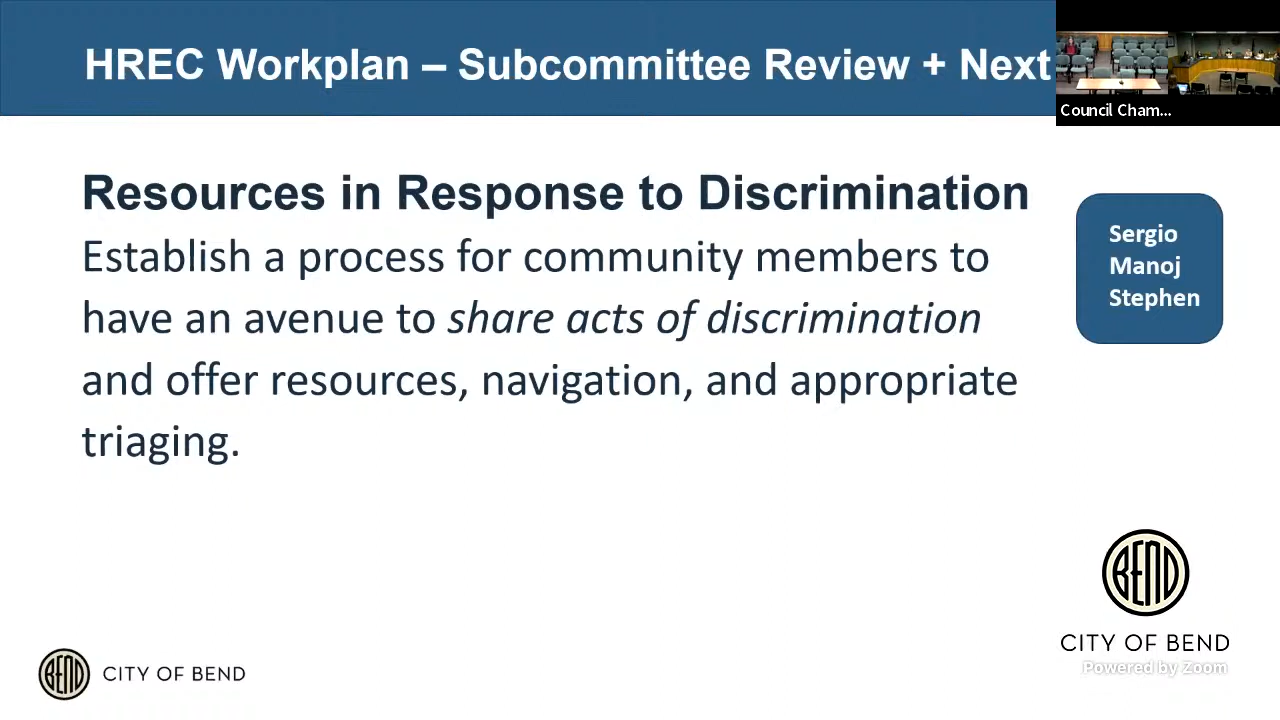 HREC Workplan – Subcommittee Review + Next
Council Cham...
Resources in Response to Discrimination
Establish a process for community members to
have an avenue to share acts of discrimination
and offer resources, navigation, and appropriate
triaging.
Sergio
Manoj
Stephen
BEND
CITY OF BEND
Powered by Zoom
BEND
CITY OF BEND